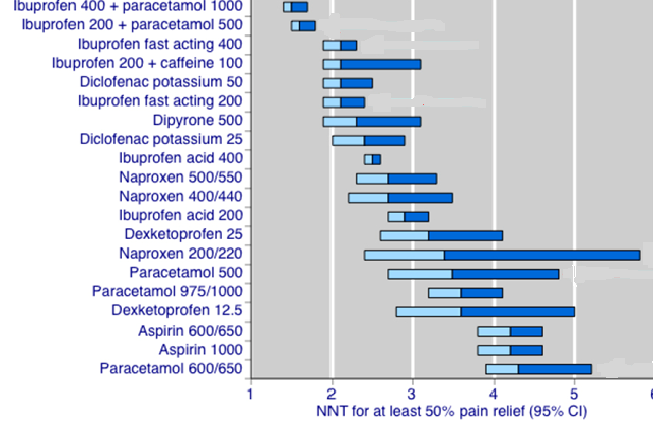 Ibuprofen 400 + paracetamol 1000
Ibuprofen 200 + paracetamol 500
Ibuprofen fast acting 400
Ibuprofen 200 + caffeine 100
Diclofenac potassium 50
Ibuprofen fast acting 200
Dipyrone 500
Diclofenac potassium 25
Ibuprofen acid 400
Naproxen 500/550
Naproxen 400/440
Ibuprofen acid 200
Dexketoprofen 25
Naproxen 200/220
Paracetamol 500
Paracetamol 975/1000
Dexketoprofen 12.5
Aspirin 600/650
Aspirin 1000
Paracetamol 600/650
1 2 3 4 5 6
NNT for at least 50% pain relief (95% CI)